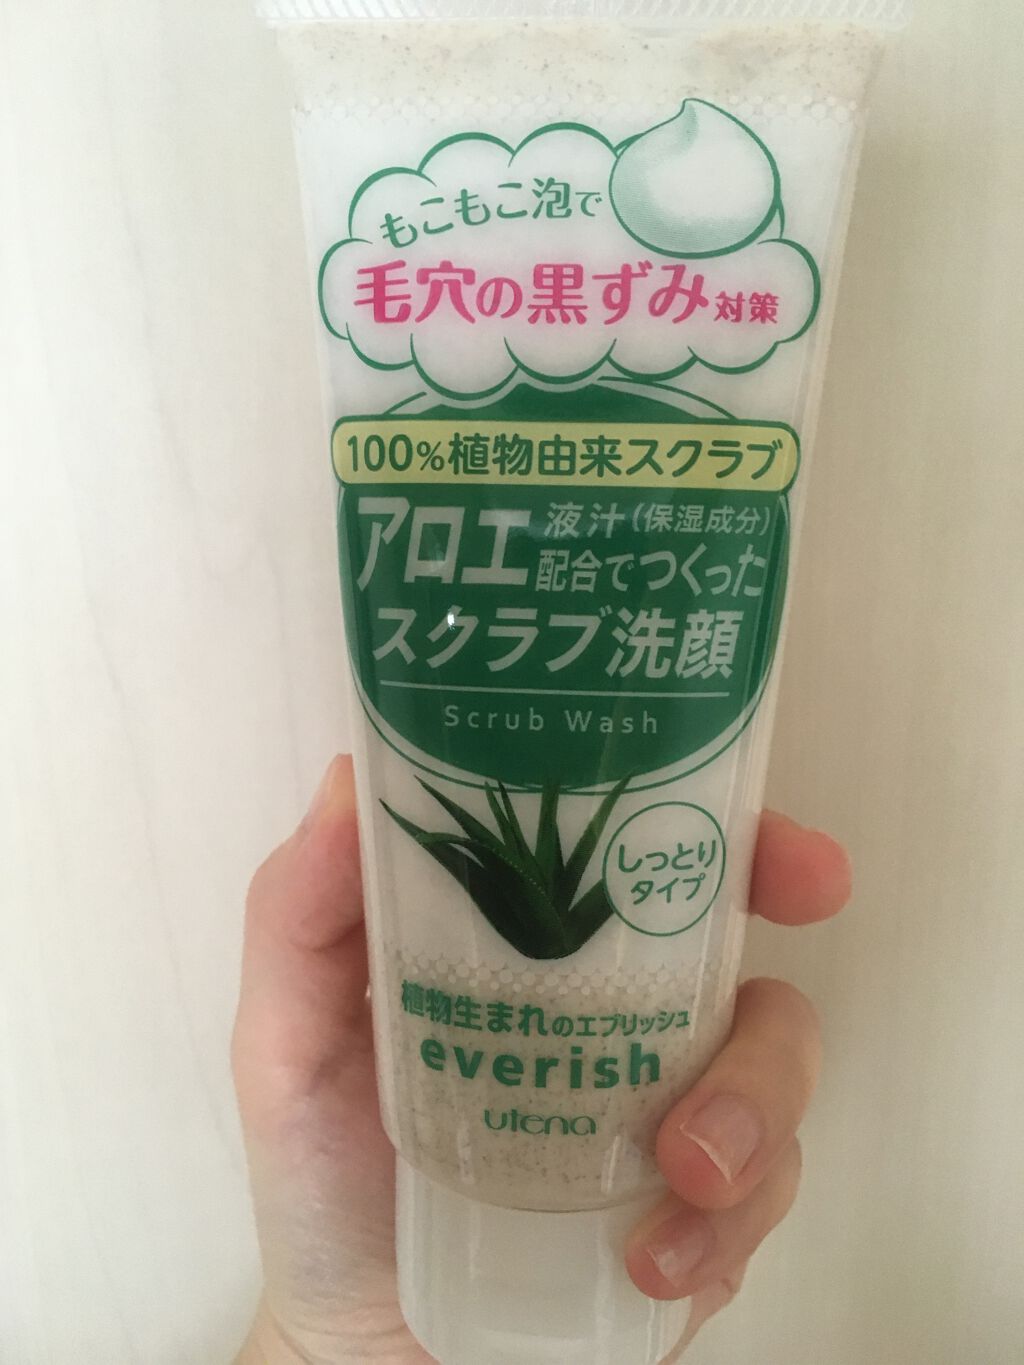 もこもこ泡で
毛穴の黒ずみ対策
100%植物由来スクラブ
アロエ液汁(保湿成分)
配合でつくった
スクラブ洗顔
Scrub Wash
しっとり
タイプ
植物生まれのエブリッシュ
everish
utena